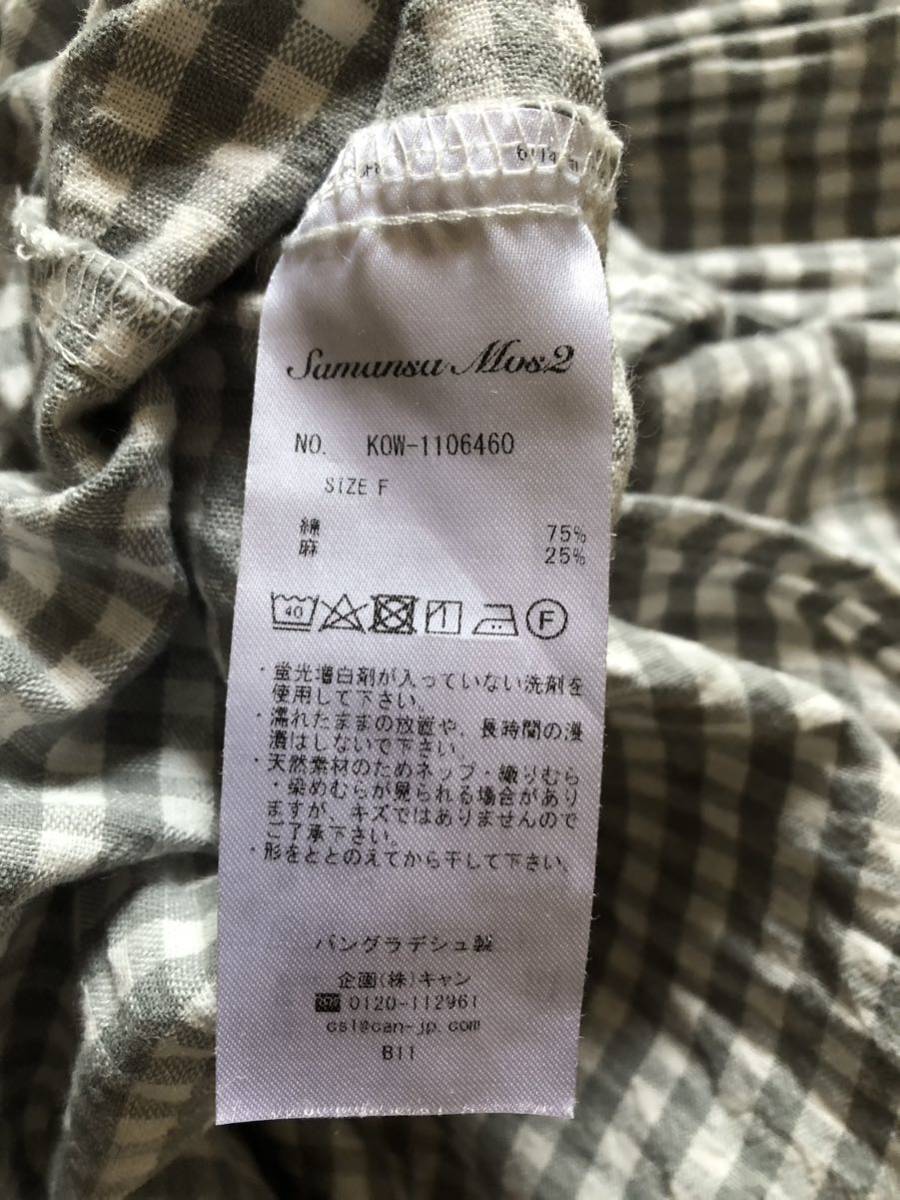 Samansa Mos2
NO. KOW-1106460
SIZE F
綿 75%
麻 25%
40 F
・蛍光増白剤が入っていない洗剤を
使用して下さい。
・濡れたままの放置や、長時間の浸
漬はしないで下さい。
・天然素材のためネップ・織りむら
・染めむらが見られる場合があり
ますが、キズではありませんので
ご了承下さい。
・形をととのえてから干して下さい。
バングラデシュ製
企画(株)キャン
0120-112961
csl@can-jp.com
B11